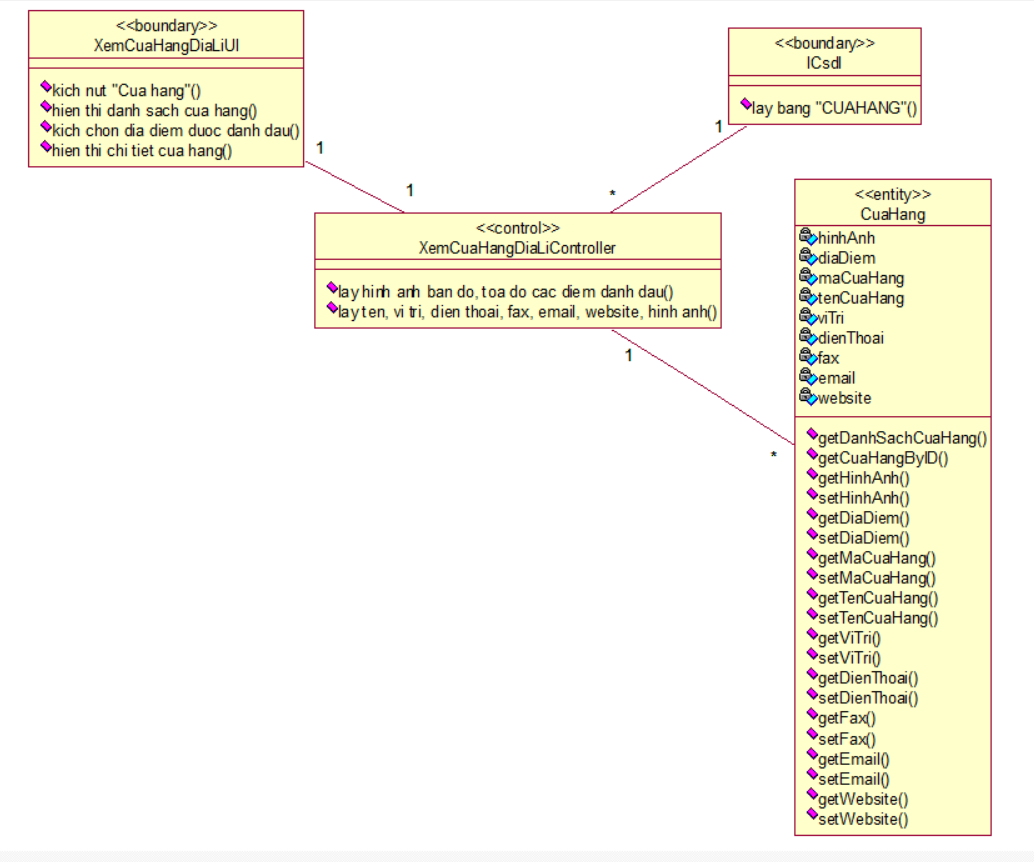 <<boundary>>
XemCuaHangDiaLiUI
kich nut "Cua hang"()
hien thi danh sach cua hang()
kich chon dia diem duoc danh dau()
hien thi chi tiet cua hang()
<<boundary>>
ICsdl
lay bang "CUAHANG"()
1
1
1
*
<<control>>
XemCuaHangDiaLiController
lay hinh anh ban do, toa do cac diem danh dau()
lay ten, vi tri, dien thoai, fax, email, website, hinh anh()
1
*
<<entity>>
CuaHang
hinhAnh
diaDiem
maCuaHang
tenCuaHang
viTri
dienThoai
fax
email
website
getDanhSachCuaHang()
getCuaHangByID()
getHinhAnh()
setHinhAnh()
getDiaDiem()
setDiaDiem()
getMaCuaHang()
setMaCuaHang()
getTenCuaHang()
setTenCuaHang()
getViTri()
setViTri()
getDienThoai()
setDienThoai()
getFax()
setFax()
getEmail()
setEmail()
getWebsite()
setWebsite()